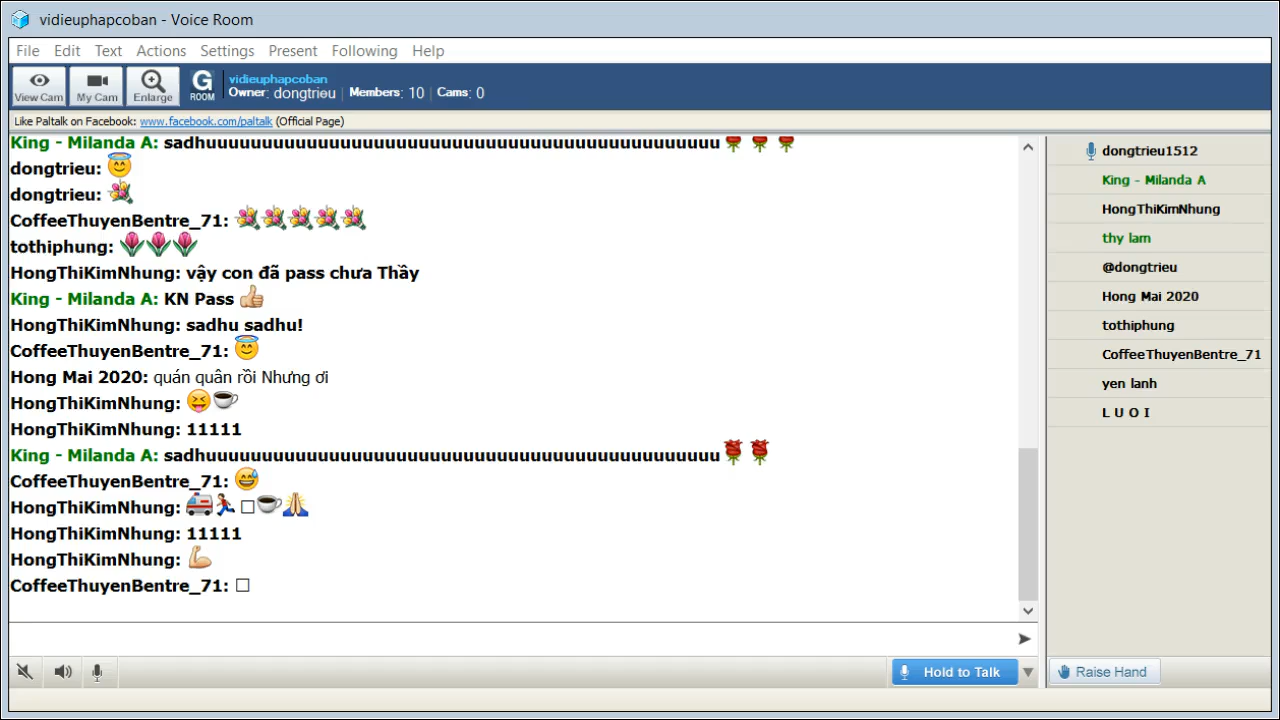 vidieuphapcoban - Voice Room
File Edit Text Actions Settings Present Following Help
View Cam My Cam Enlarge G ROOM
vidieuphapcoban
Owner: dongtrieu | Members: 10 | Cams: 0
Like Paltalk on Facebook: www.facebook.com/paltalk (Official Page)
King - Milanda A: sadhuuuuuuuuuuuuuuuuuuuuuuuuuuuuuuuuuuuuuuuuuuuuuuu🌹🌹🌹
dongtrieu: 😇
dongtrieu: 💐
CoffeeThuyenBentre_71: 💐💐💐💐💐
tothiphung: 🌷🌷🌷
HongThiKimNhung: vậy con đã pass chưa Thầy
King - Milanda A: KN Pass 👍
HongThiKimNhung: sadhu sadhu!
CoffeeThuyenBentre_71: 😇
Hong Mai 2020: quán quân rồi Nhưng ơi
HongThiKimNhung: 😝☕
HongThiKimNhung: 11111
King - Milanda A: sadhuuuuuuuuuuuuuuuuuuuuuuuuuuuuuuuuuuuuuuuuuuuuuuu🌹🌹
CoffeeThuyenBentre_71: 😅
HongThiKimNhung: 🚑🏃□☕🙏
HongThiKimNhung: 11111
HongThiKimNhung: 💪
CoffeeThuyenBentre_71: □
Hold to Talk
dongtrieu1512
King - Milanda A
HongThiKimNhung
thy lam
@dongtrieu
Hong Mai 2020
tothiphung
CoffeeThuyenBentre_71
yen lanh
L U O I
Raise Hand